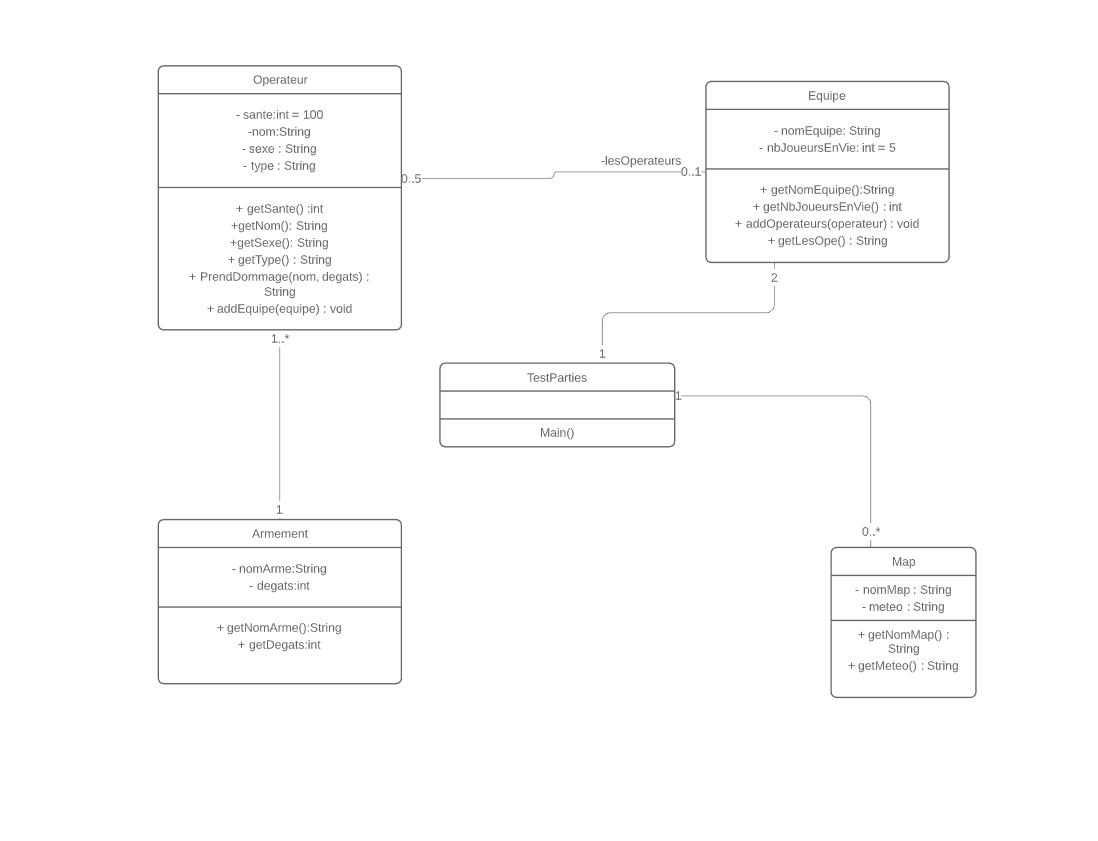 Operateur
- sante:int = 100
-nom:String
- sexe : String
- type : String
+ getSante() :int
+getNom(): String
+getSexe(): String
+ getType() : String
+ PrendDommage(nom, degats) :
String
+ addEquipe(equipe) : void
0..5
-lesOperateurs
0..1
Equipe
- nomEquipe: String
- nbJoueursEnVie: int = 5
+ getNomEquipe():String
+ getNbJoueursEnVie() : int
+ addOperateurs(operateur) : void
+ getLesOpe() : String
2
1
1..*
TestParties
Main()
1
1
Armement
- nomArme:String
- degats:int
+ getNomArme():String
+ getDegats:int
0..*
Map
- nomMap : String
- meteo : String
+ getNomMap() :
String
+ getMeteo() : String